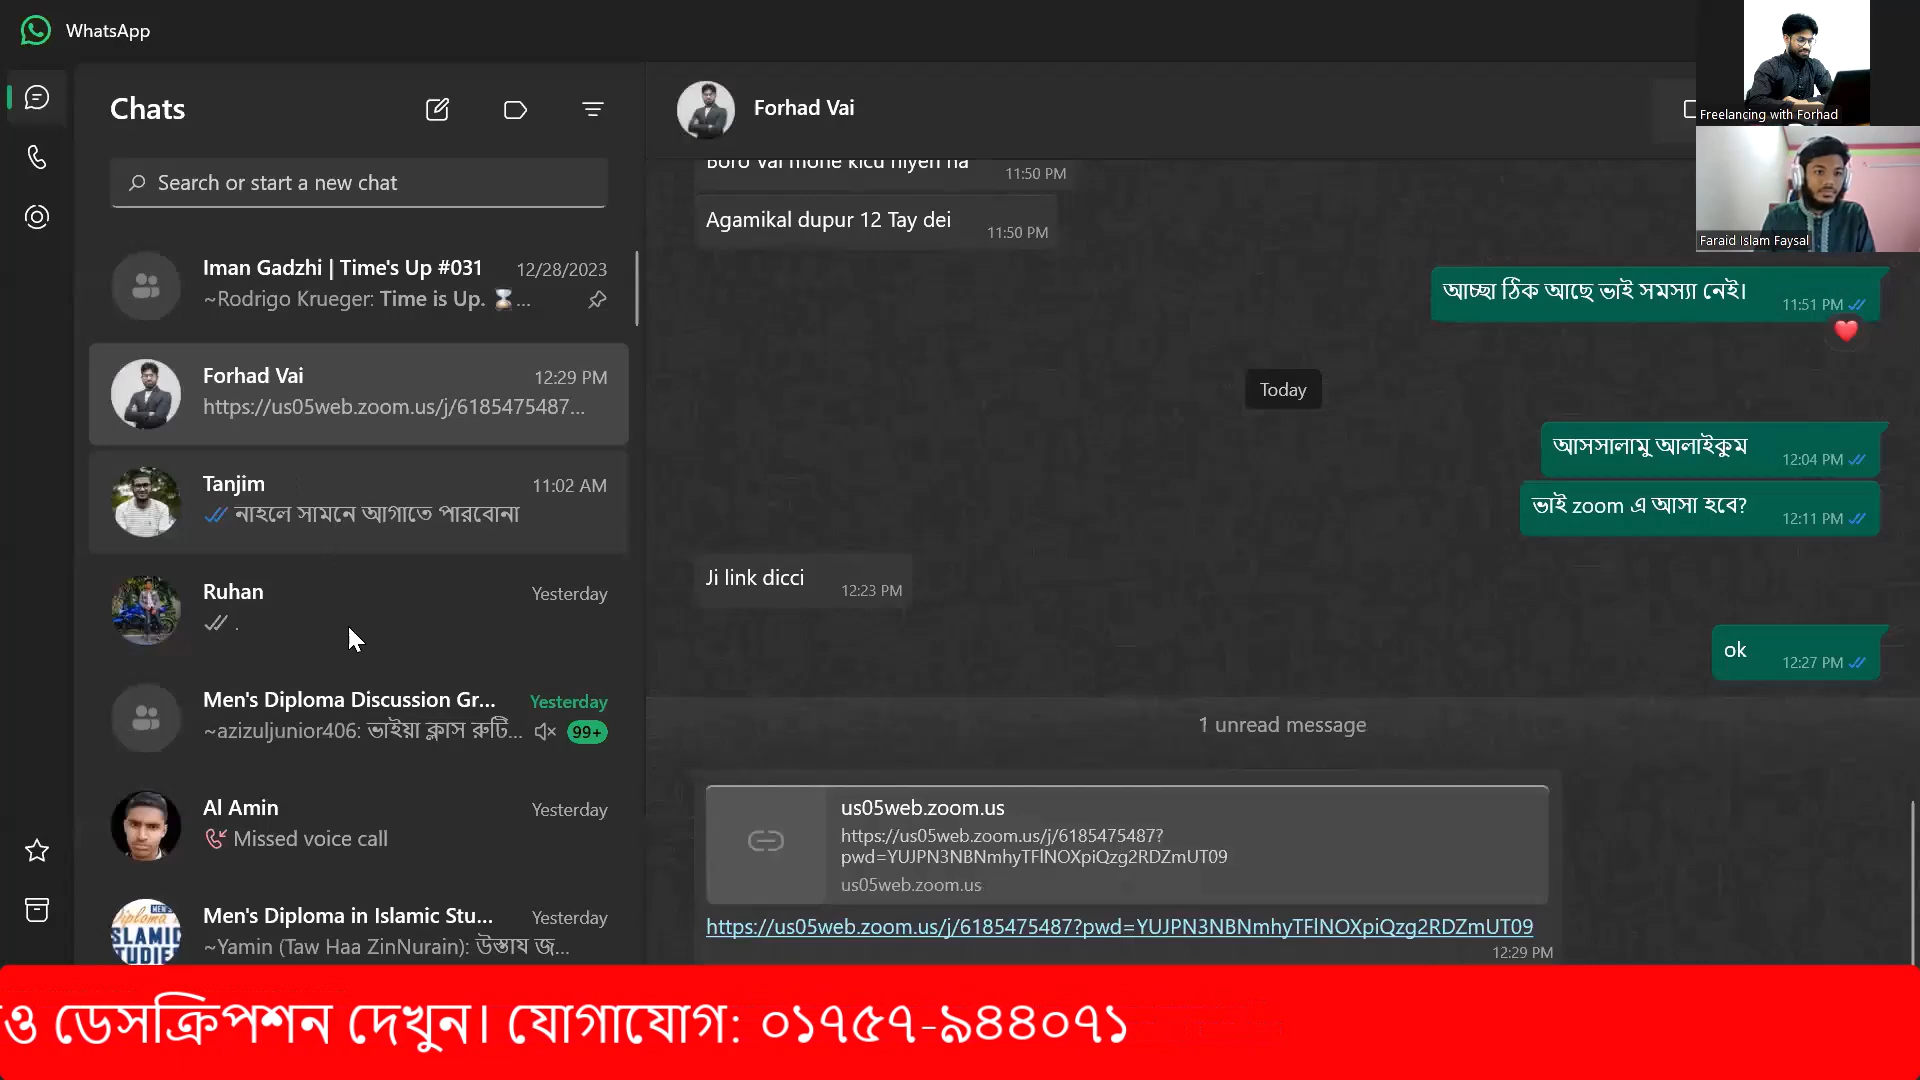 WhatsApp
Chats
Search or start a new chat
Iman Gadzhi | Time's Up #031 12/28/2023
~Rodrigo Krueger: Time is Up. ⏳...
Forhad Vai 12:29 PM
https://us05web.zoom.us/j/6185475487...
Tanjim 11:02 AM
নাহলে সামনে আগাতে পারবোনা
Ruhan Yesterday
.
Men's Diploma Discussion Gr... Yesterday
~azizuljunior406: ভাইয়া ক্লাস রুটি... 99+
Al Amin Yesterday
Missed voice call
Men's Diploma in Islamic Stu... Yesterday
~Yamin (Taw Haa ZinNurain): উস্তায জ...
Forhad Vai
Boro Vai mone kicu niyen na 11:50 PM
Agamikal dupur 12 Tay dei 11:50 PM
আচ্ছা ঠিক আছে ভাই সমস্যা নেই। 11:51 PM
❤️
Today
আসসালামু আলাইকুম 12:04 PM
ভাই zoom এ আসা হবে? 12:11 PM
Ji link dicci 12:23 PM
ok 12:27 PM
1 unread message
us05web.zoom.us
https://us05web.zoom.us/j/6185475487?
pwd=YUJPN3NBNmhyTFlNOXpiQzg2RDZmUT09
us05web.zoom.us
https://us05web.zoom.us/j/6185475487?pwd=YUJPN3NBNmhyTFlNOXpiQzg2RDZmUT09
12:29 PM
Freelancing with Forhad
Faraid Islam Faysal
ও ডেসক্রিপশন দেখুন। যোগাযোগ: ০১৭৫৭-৯৪৪০৭১